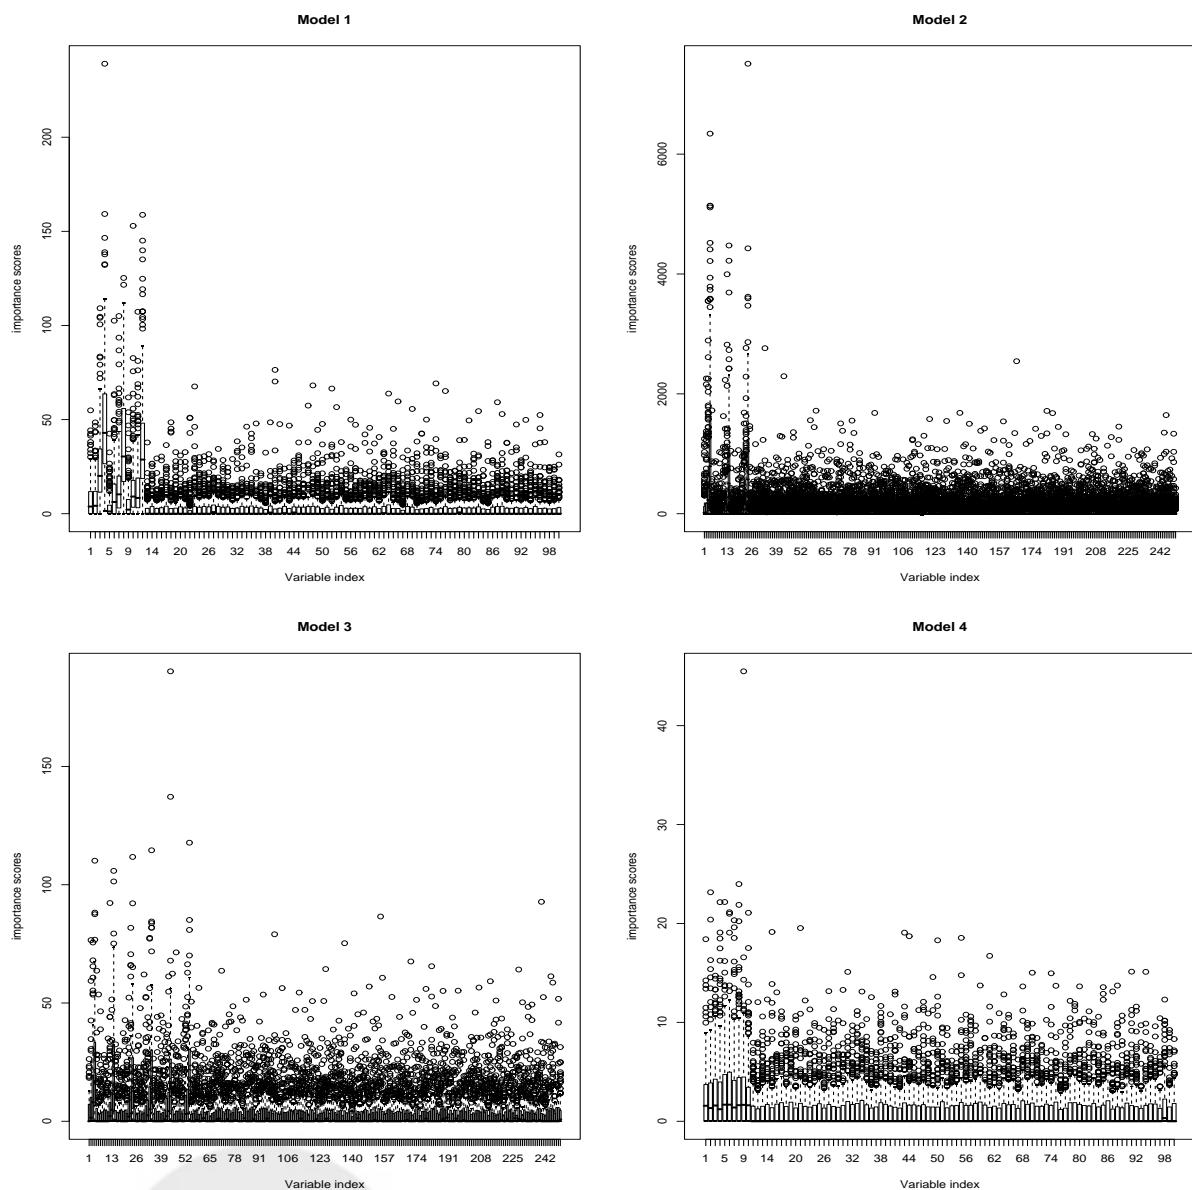 Model 1
importance scores
0 50 100 150 200
1 5 9 14 20 26 32 38 44 50 56 62 68 74 80 86 92 98
Variable index
Model 2
importance scores
0 2000 4000 6000
1 13 26 39 52 65 78 91 106 123 140 157 174 191 208 225 242
Variable index
Model 3
importance scores
0 50 100 150
1 13 26 39 52 65 78 91 106 123 140 157 174 191 208 225 242
Variable index
Model 4
importance scores
0 10 20 30 40
1 5 9 14 20 26 32 38 44 50 56 62 68 74 80 86 92 98
Variable index